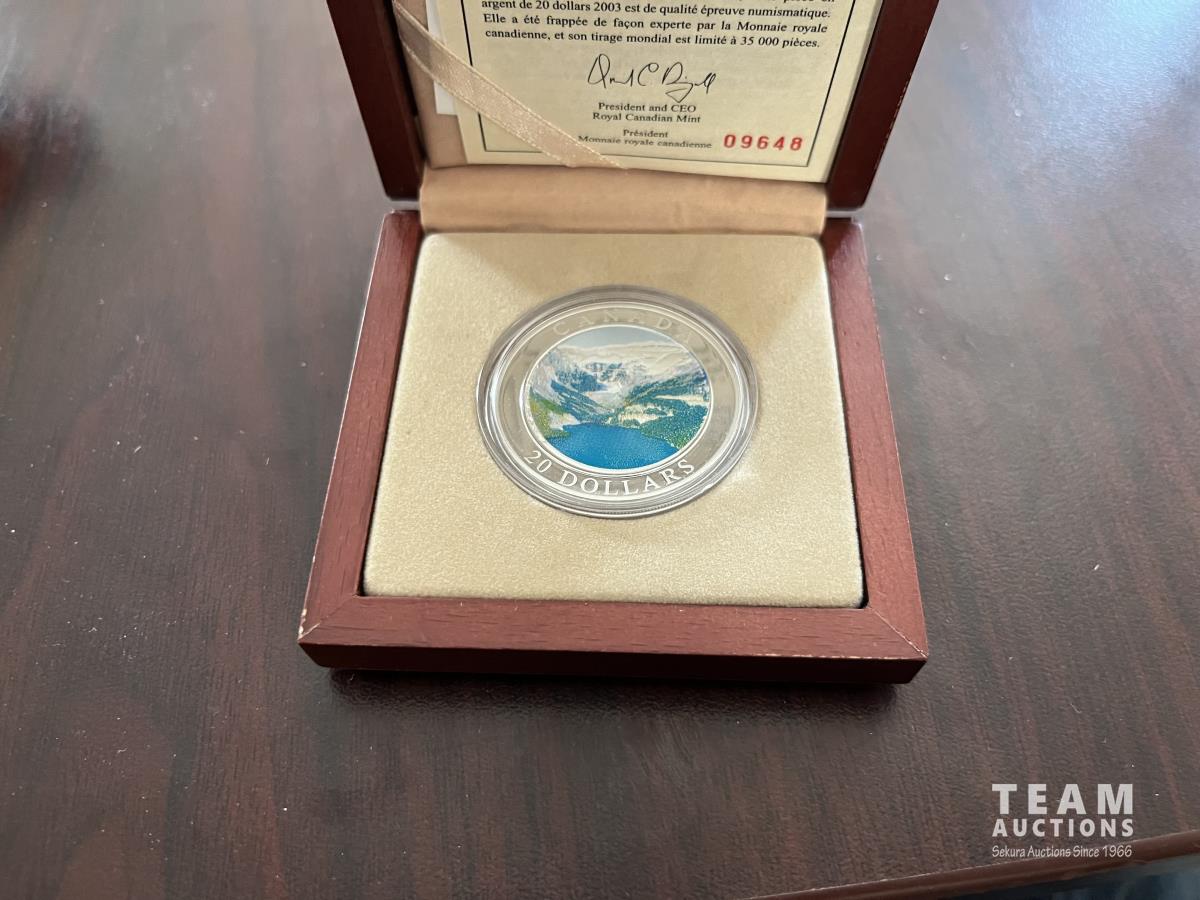 argent de 20 dollars 2003 est de qualité épreuve numismatique.
Elle a été frappée de façon experte par la Monnaie royale
canadienne, et son tirage mondial est limité à 35 000 pièces.
President and CEO
Royal Canadian Mint
Président
Monnaie royale canadienne
09648
CANADA
20 DOLLARS
TEAM
AUCTIONS
Sekura Auctions Since 1966